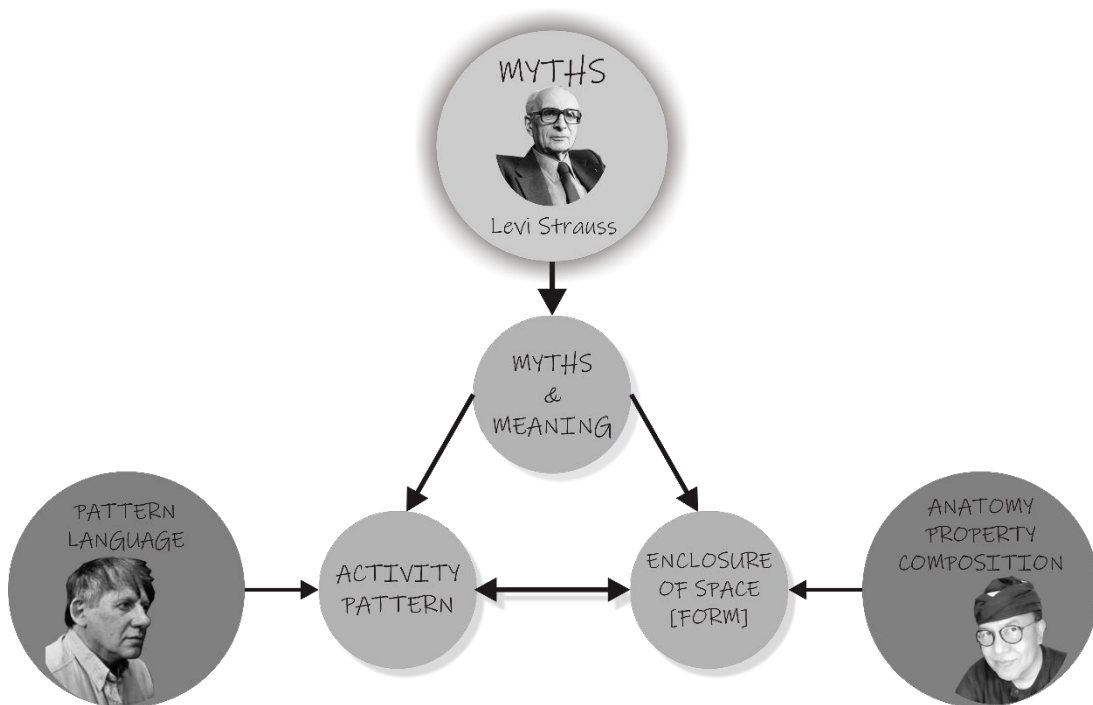 MYTHS
Levi Strauss
MYTHS
&
MEANING
PATTERN
LANGUAGE
ACTIVITY
PATTERN
ENCLOSURE
OF SPACE
[FORM]
ANATOMY
PROPERTY
COMPOSITION